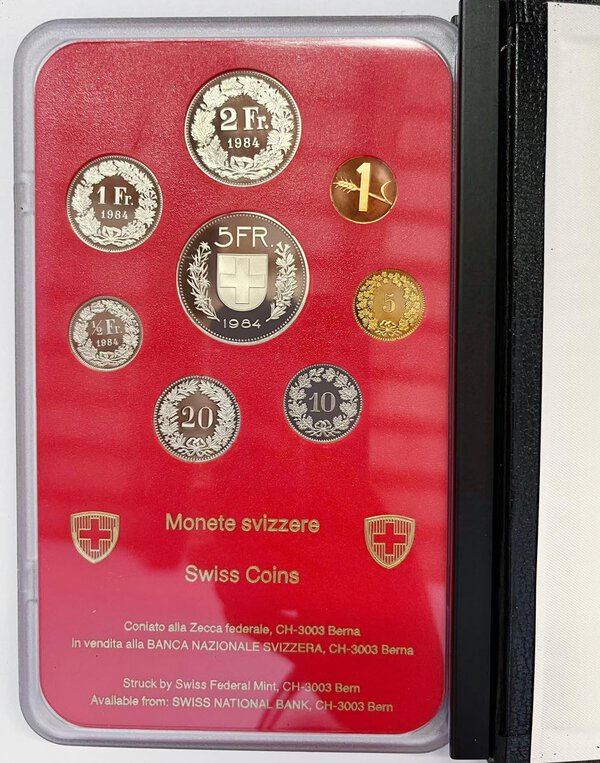 2 Fr.
1984
1 Fr.
1984
1
5 FR.
1984
5
½ Fr.
1984
20
10
Monete svizzere
Swiss Coins
Coniato alla Zecca federale, CH-3003 Berna
in vendita alla BANCA NAZIONALE SVIZZERA, CH-3003 Berna
Struck by Swiss Federal Mint, CH-3003 Bern
Available from: SWISS NATIONAL BANK, CH-3003 Bern